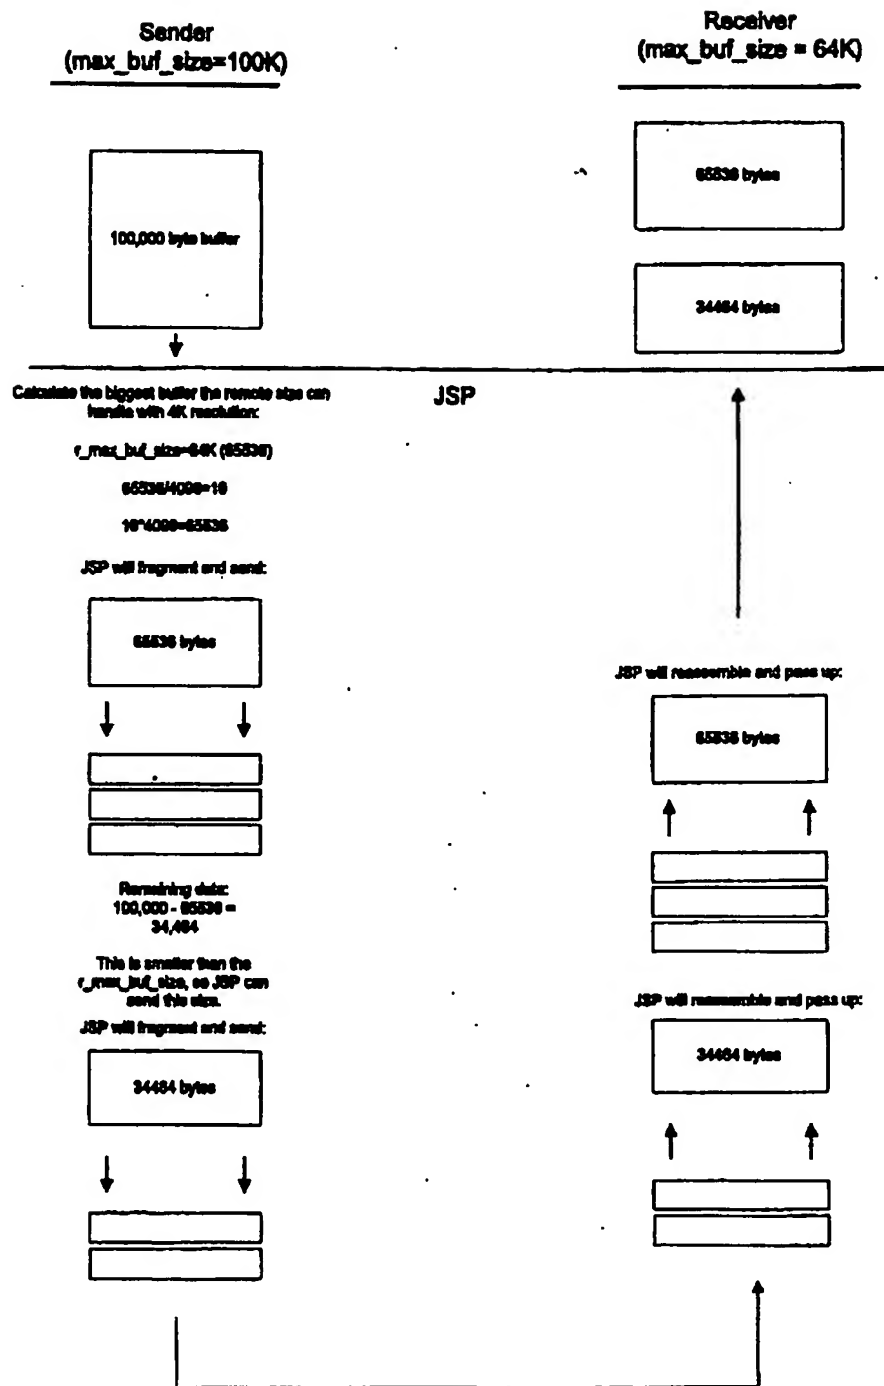 Sender
(max_buf_size=100K)
100,000 byte buffer
Calculate the biggest buffer the remote size can
handle with 4K resolution:
r_max_buf_size=64K (65536)
65536/4096=16
16*4096=65536
JSP will fragment and send:
65536 bytes
Remaining data:
100,000 - 65536 =
34,464
This is smaller than the
r_max_buf_size, so JSP can
send this size.
JSP will fragment and send:
34464 bytes
JSP
Receiver
(max_buf_size = 64K)
65536 bytes
34464 bytes
JSP will reassemble and pass up:
65536 bytes
JSP will reassemble and pass up:
34464 bytes